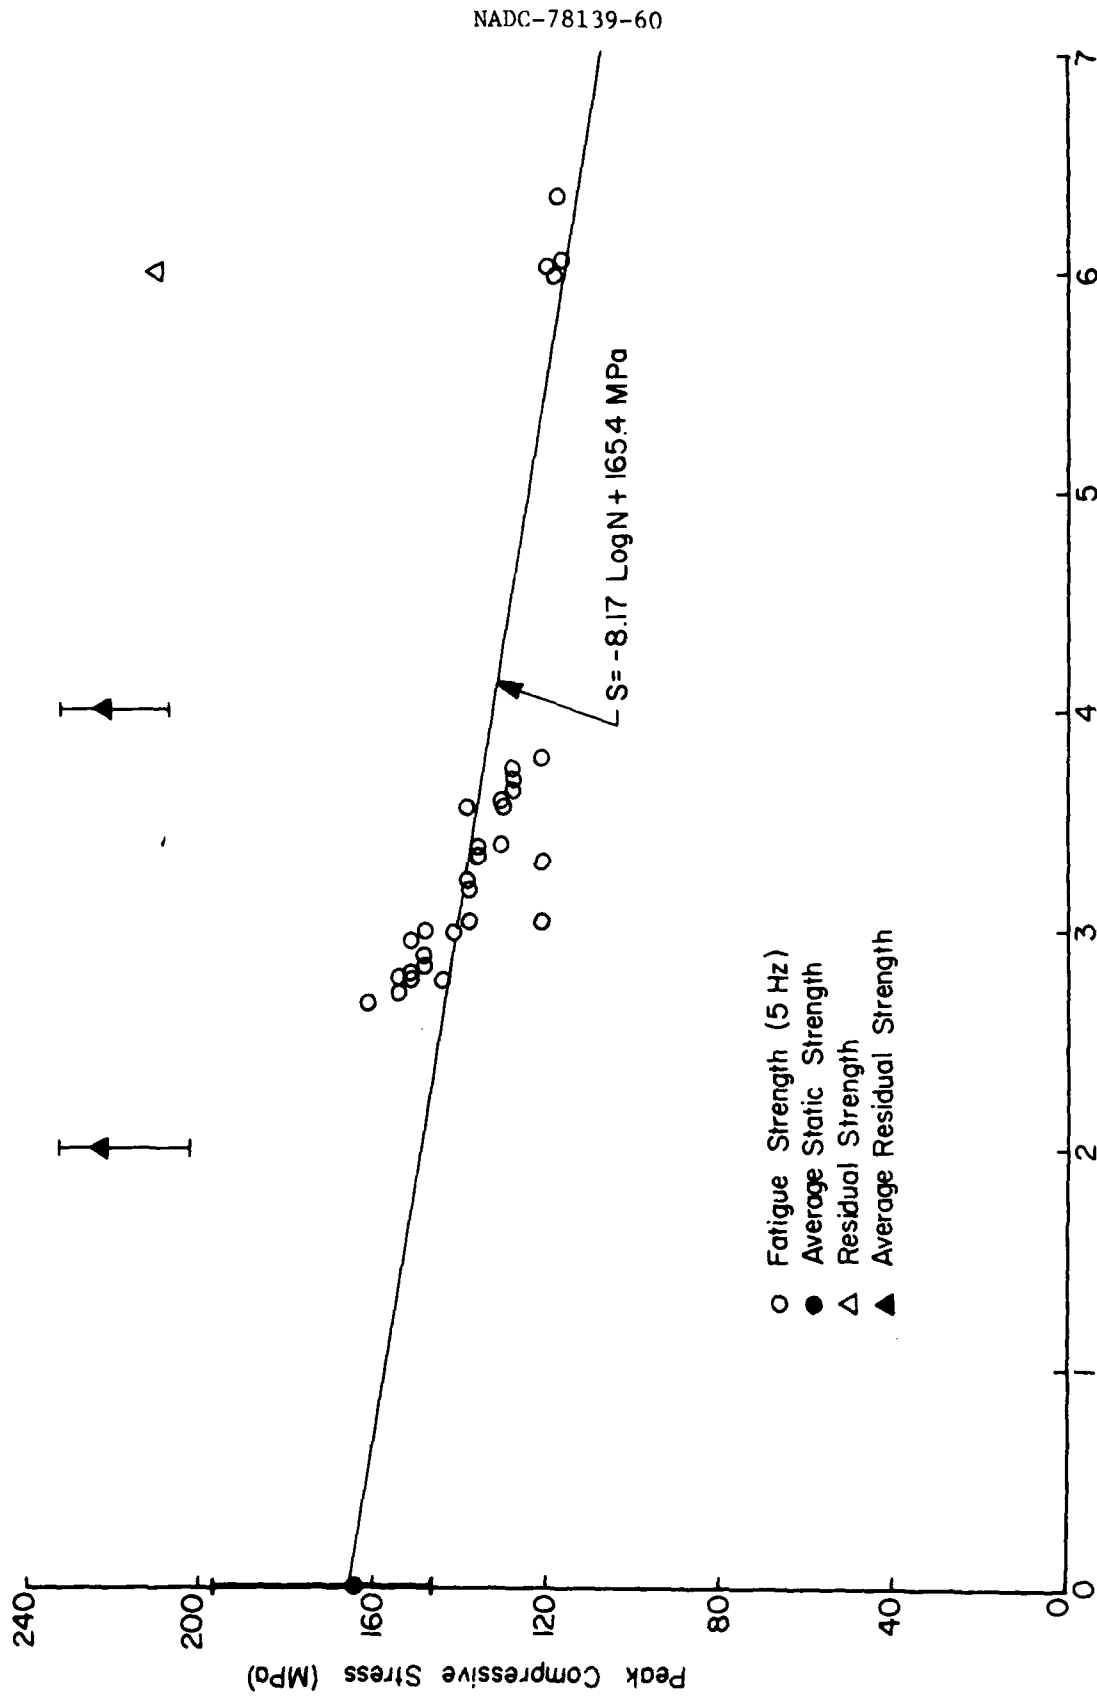 NADC-78139-60
Peak Compressive Stress (MPa)
240
200
160
120
80
40
0
S=-8.17 LogN+165.4 MPa
Fatigue Strength (5 Hz)
Average Static Strength
Residual Strength
Average Residual Strength
0
1
2
3
4
5
6
7